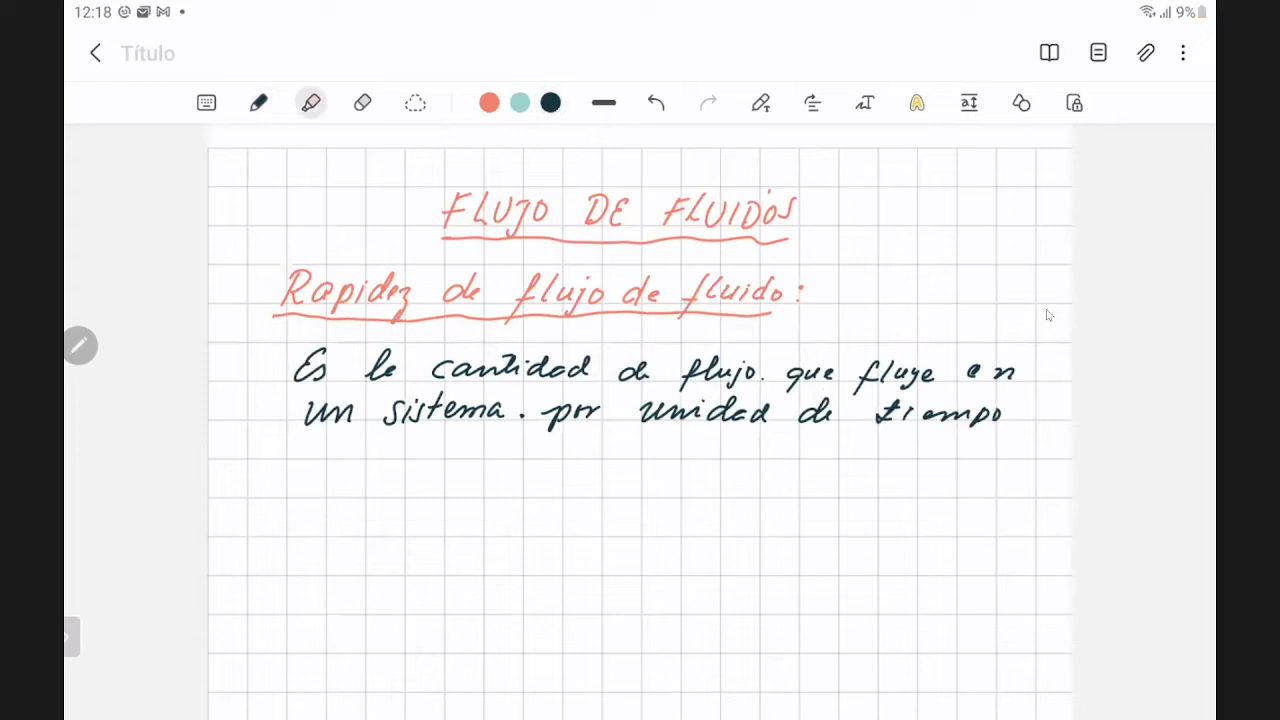 12:18
9%
Título
FLUJO DE FLUIDOS
Rapidez de flujo de fluido:
Es la cantidad de flujo. que fluye en
un sistema. por unidad de tiempo